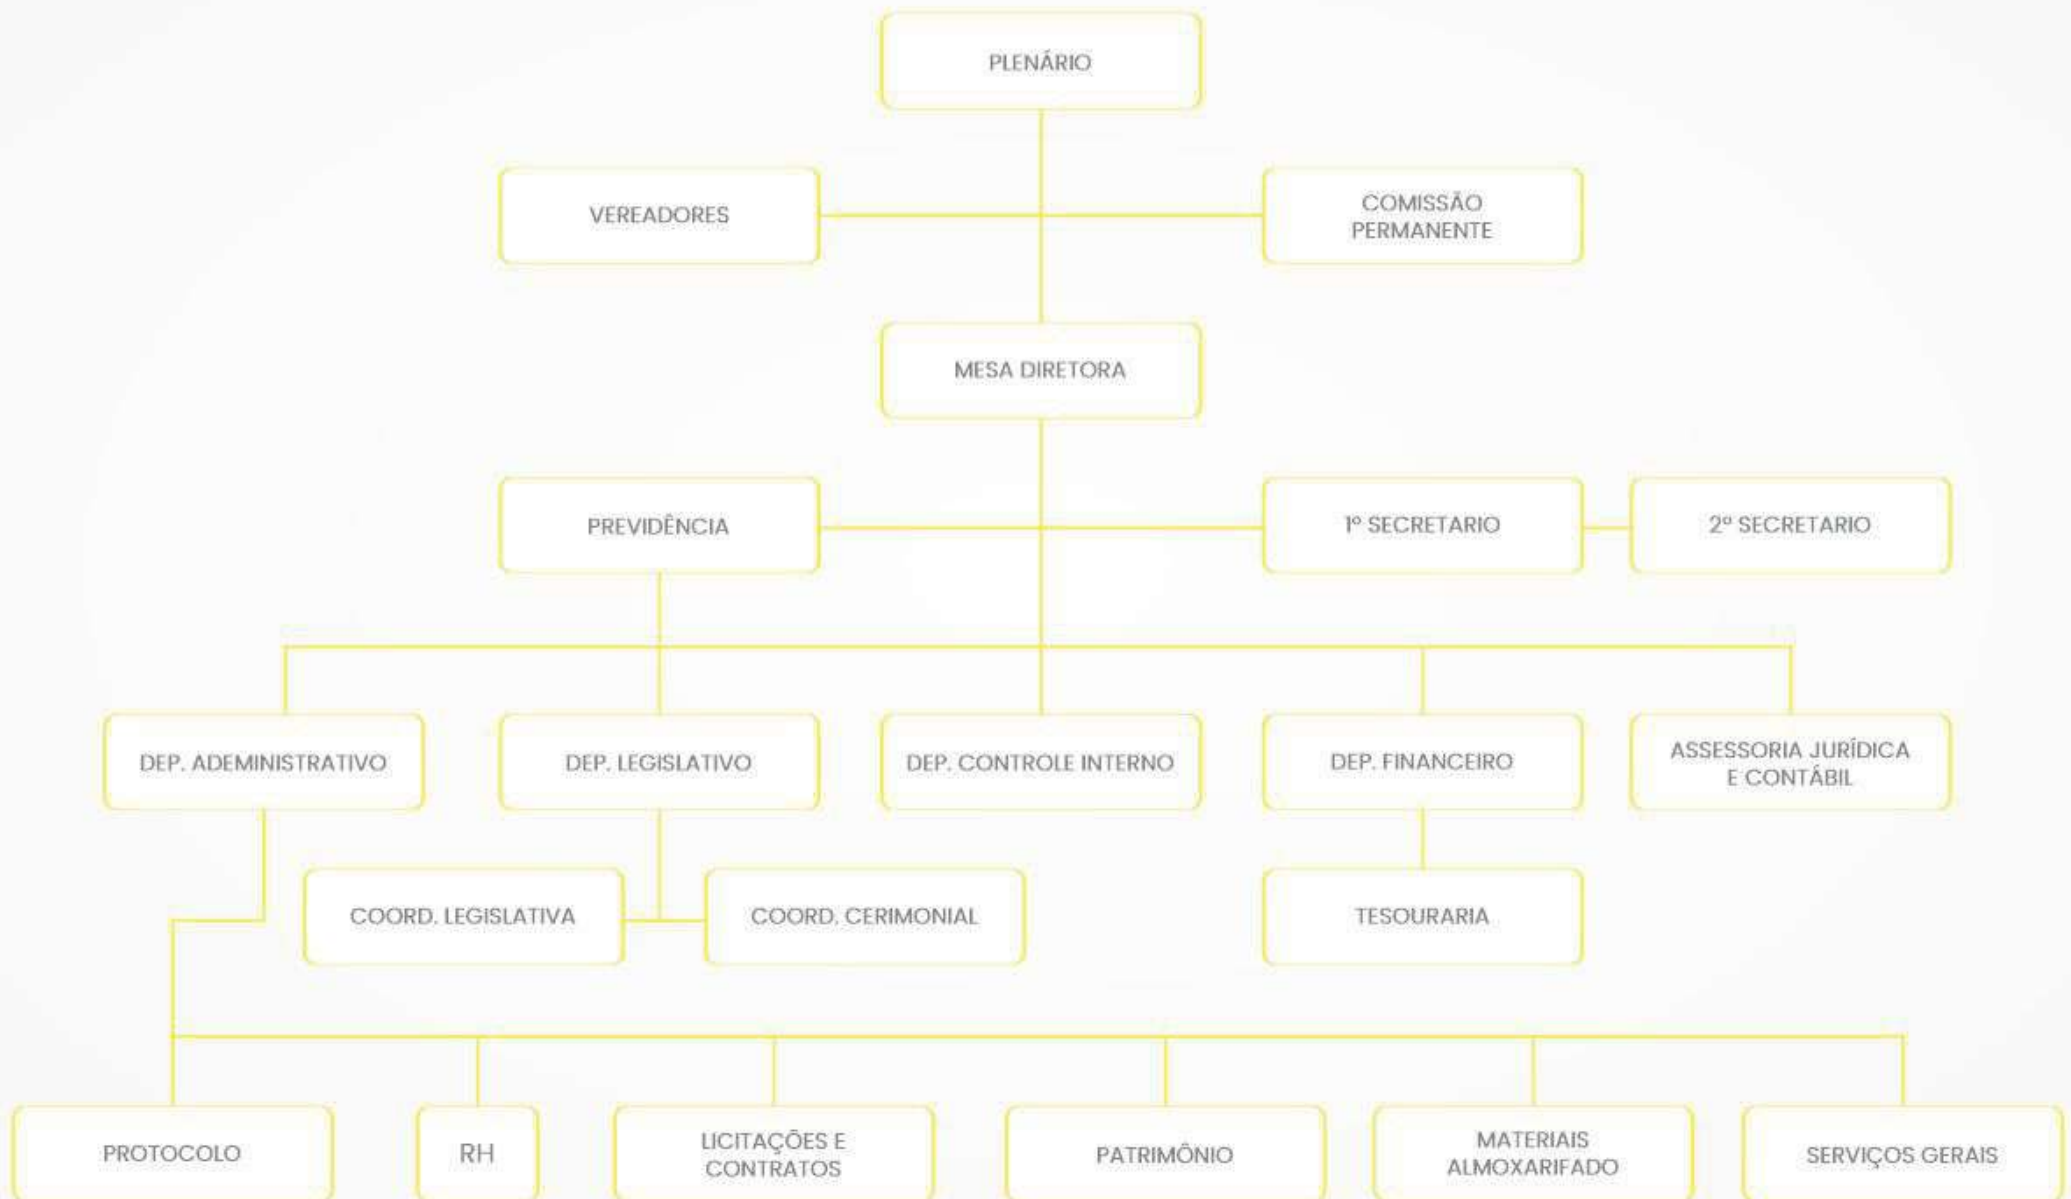 PLENÁRIO
VEREADORES
COMISSÃO
PERMANENTE
MESA DIRETORA
PREVIDÊNCIA
1º SECRETARIO
2º SECRETARIO
DEP. ADEMINISTRATIVO
DEP. LEGISLATIVO
DEP. CONTROLE INTERNO
DEP. FINANCEIRO
ASSESSORIA JURÍDICA
E CONTÁBIL
COORD. LEGISLATIVA
COORD. CERIMONIAL
TESOURARIA
PROTOCOLO
RH
LICITAÇÕES E
CONTRATOS
PATRIMÔNIO
MATERIAIS
ALMOXARIFADO
SERVIÇOS GERAIS